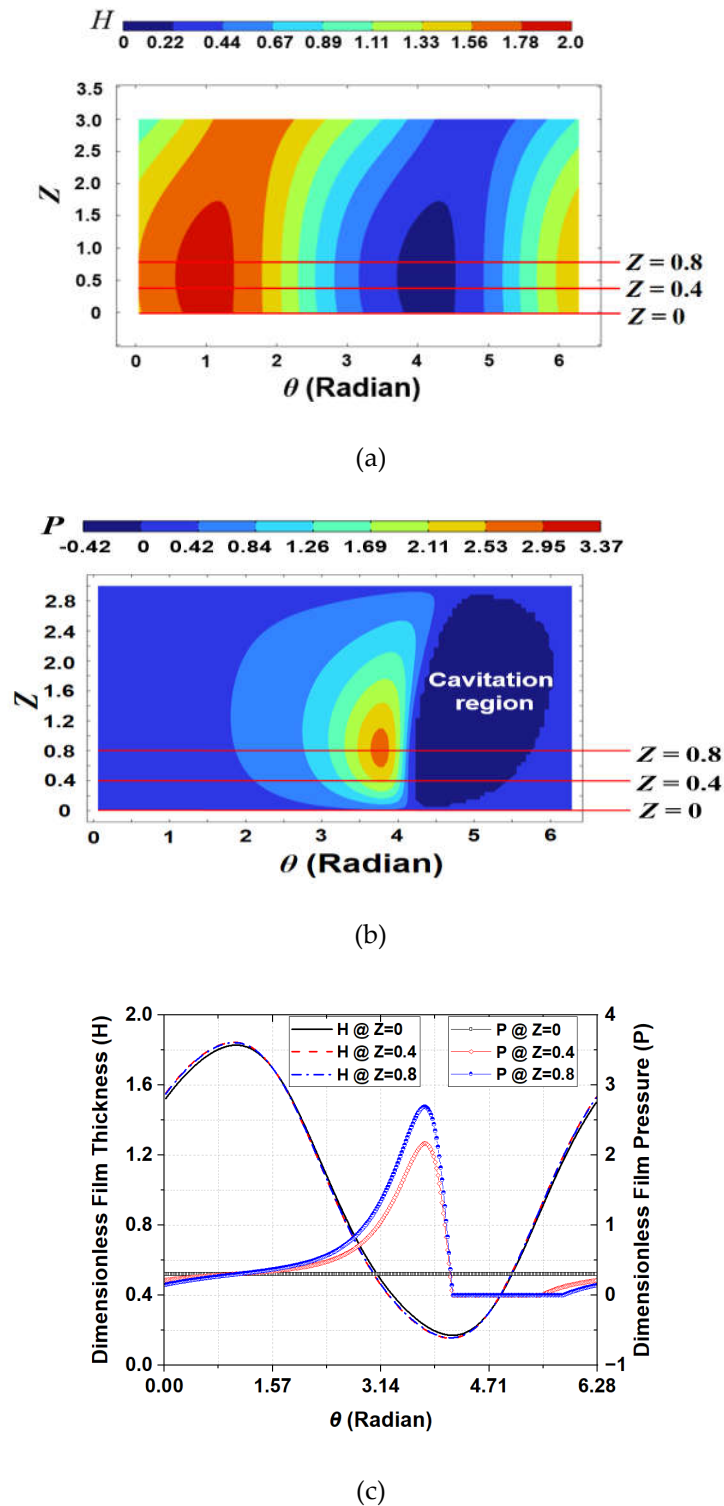 H
0 0.22 0.44 0.67 0.89 1.11 1.33 1.56 1.78 2.0
3.5
3.0
2.0
1.5
1.0
0.5
0
Z
Z = 0.8
Z = 0.4
Z = 0
0 1 2 3 4 5 6
θ (Radian)
(a)
P
-0.42 0 0.42 0.84 1.26 1.69 2.11 2.53 2.95 3.37
2.8
2.4
2.0
1.6
1.2
0.8
0.4
0
Z
Cavitation
region
Z = 0.8
Z = 0.4
Z = 0
0 1 2 3 4 5 6
θ (Radian)
(b)
Dimensionless Film Thickness (H)
2.0
1.6
1.2
0.8
0.4
0.0
H @ Z=0
H @ Z=0.4
H @ Z=0.8
P @ Z=0
P @ Z=0.4
P @ Z=0.8
4
3
2
1
0
−1
Dimensionless Film Pressure (P)
0.00 1.57 3.14 4.71 6.28
θ (Radian)
(c)